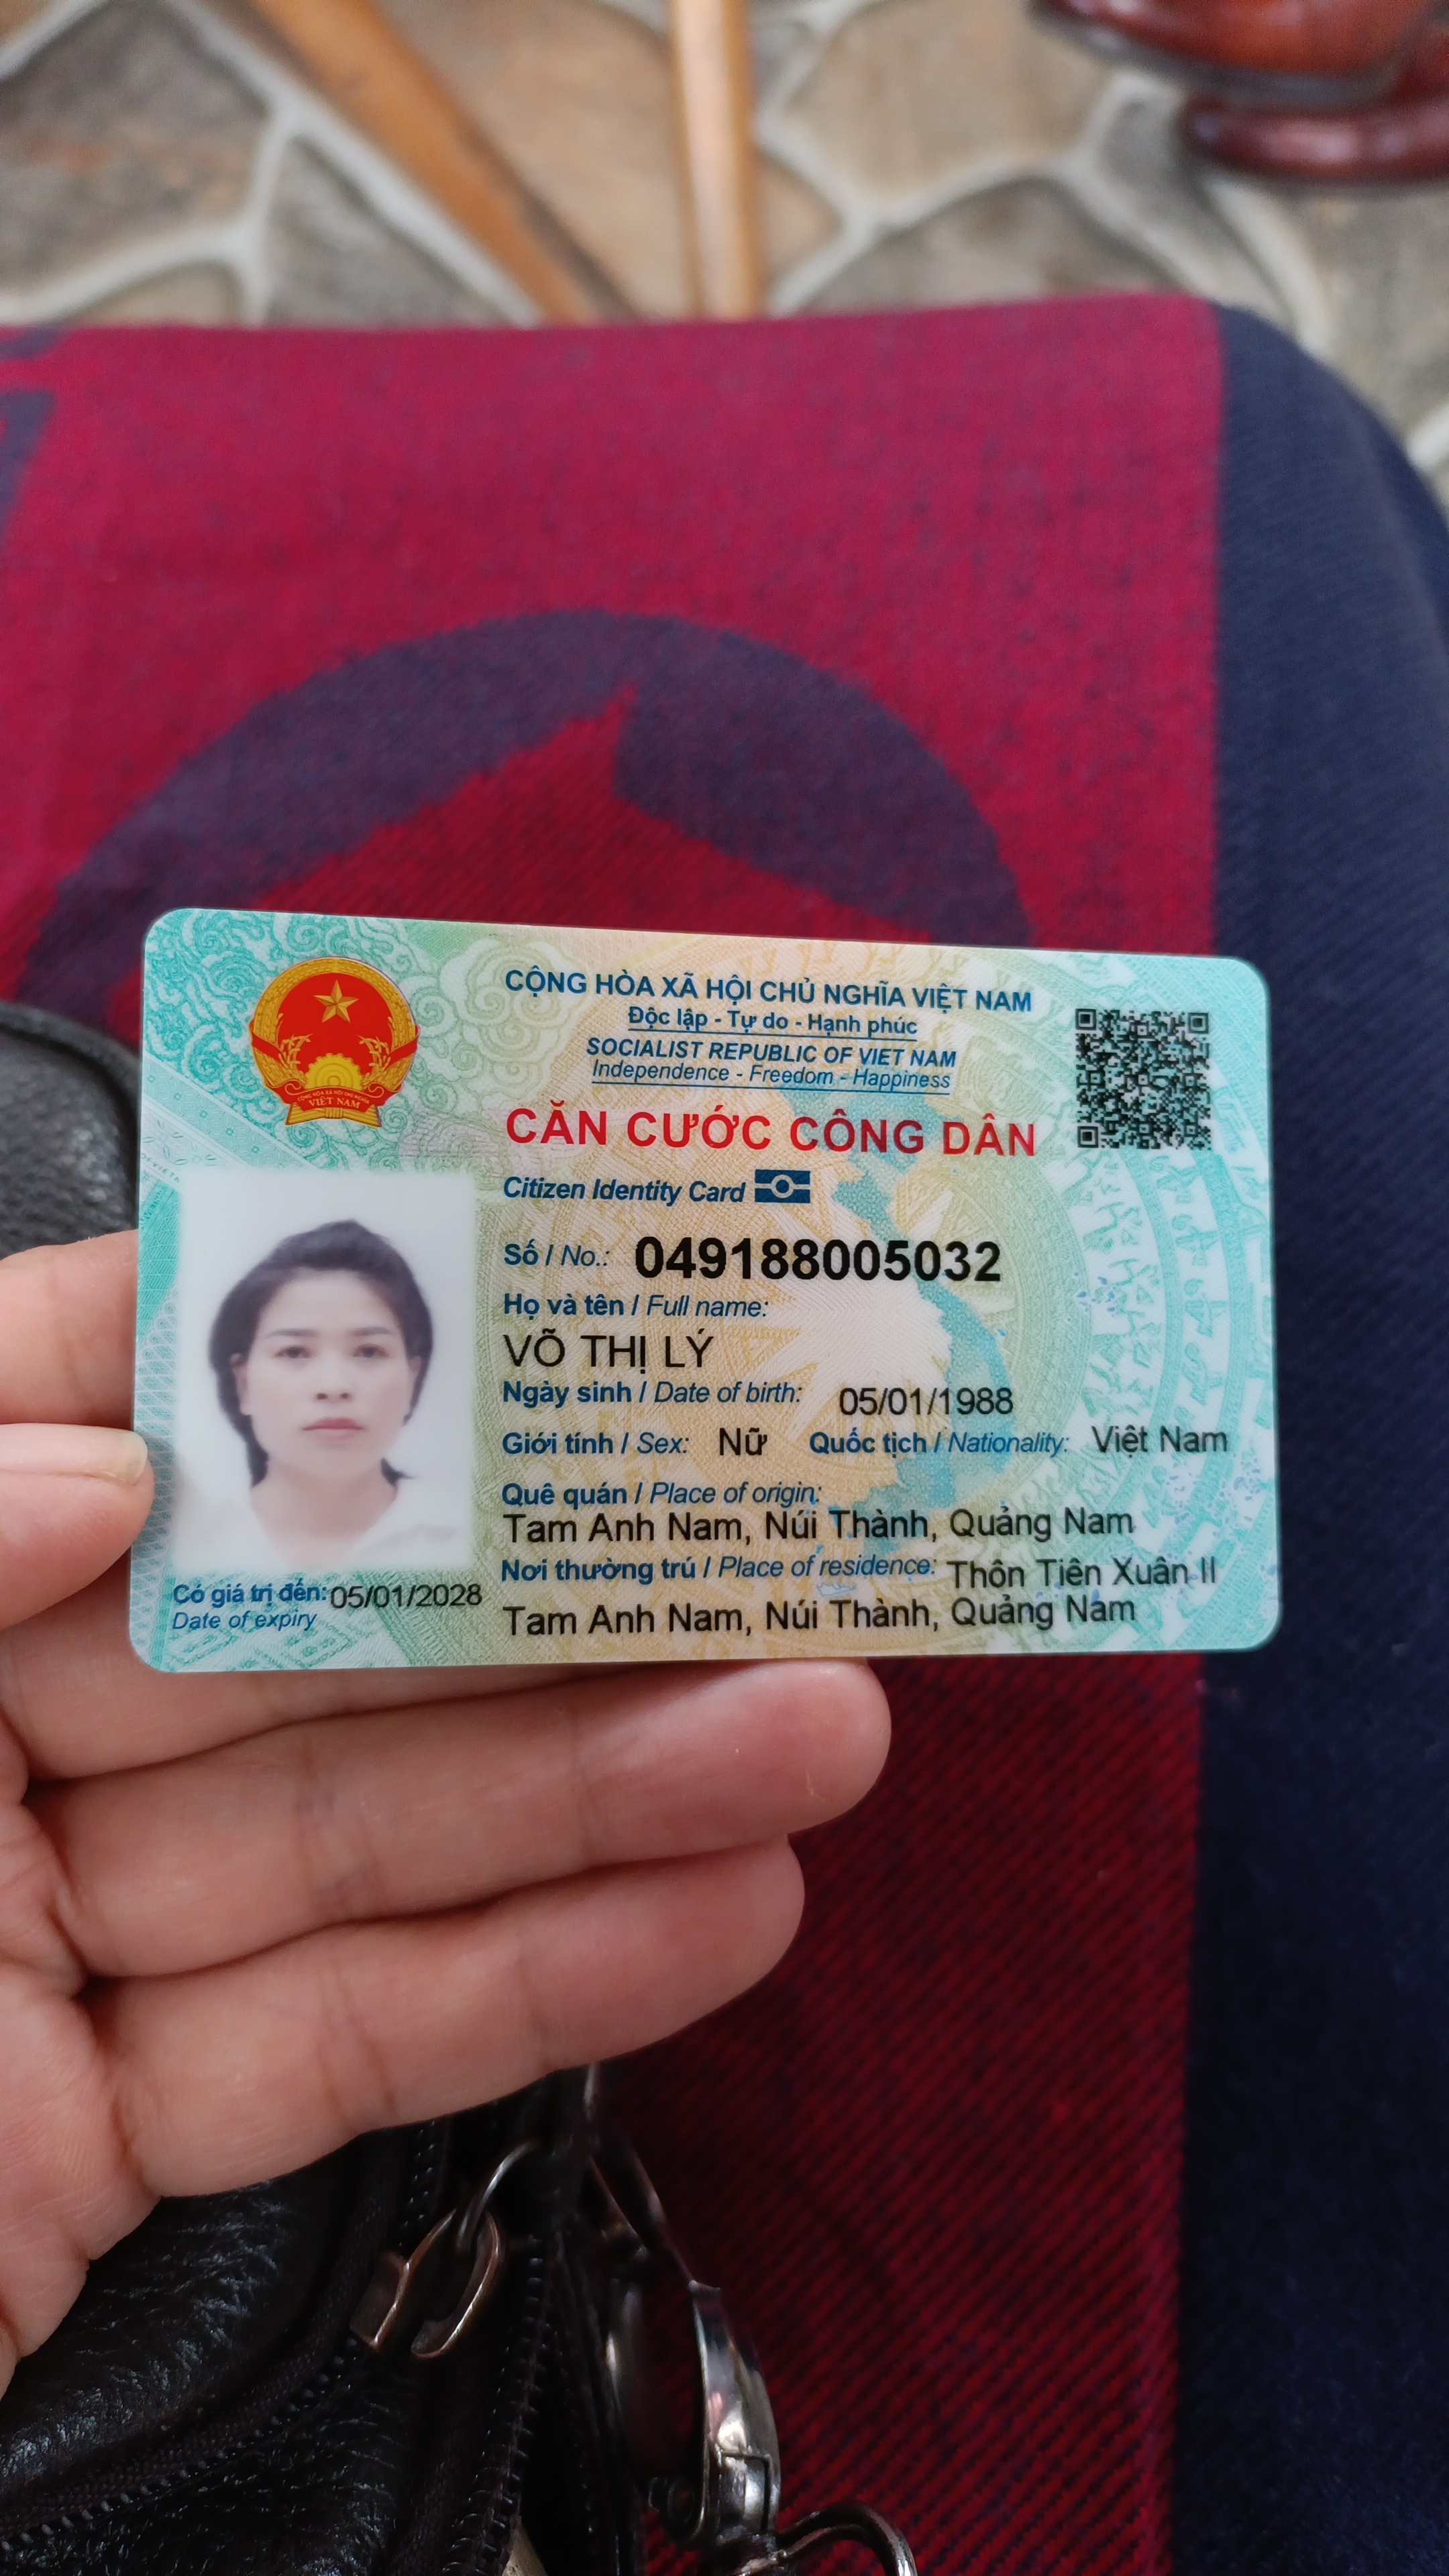 CỘNG HÒA XÃ HỘI CHỦ NGHĨA VIỆT NAM
Độc lập - Tự do - Hạnh phúc
SOCIALIST REPUBLIC OF VIET NAM
Independence - Freedom - Happiness
CĂN CƯỚC CÔNG DÂN
Citizen Identity Card
Số / No.: 049188005032
Họ và tên / Full name:
VÕ THỊ LÝ
Ngày sinh / Date of birth: 05/01/1988
Giới tính / Sex: Nữ Quốc tịch / Nationality: Việt Nam
Quê quán / Place of origin:
Tam Anh Nam, Núi Thành, Quảng Nam
Nơi thường trú / Place of residence: Thôn Tiên Xuân II
Tam Anh Nam, Núi Thành, Quảng Nam
Có giá trị đến: 05/01/2028
Date of expiry
CỘNG HÒA XÃ HỘI CHỦ NGHĨA
VIỆT NAM